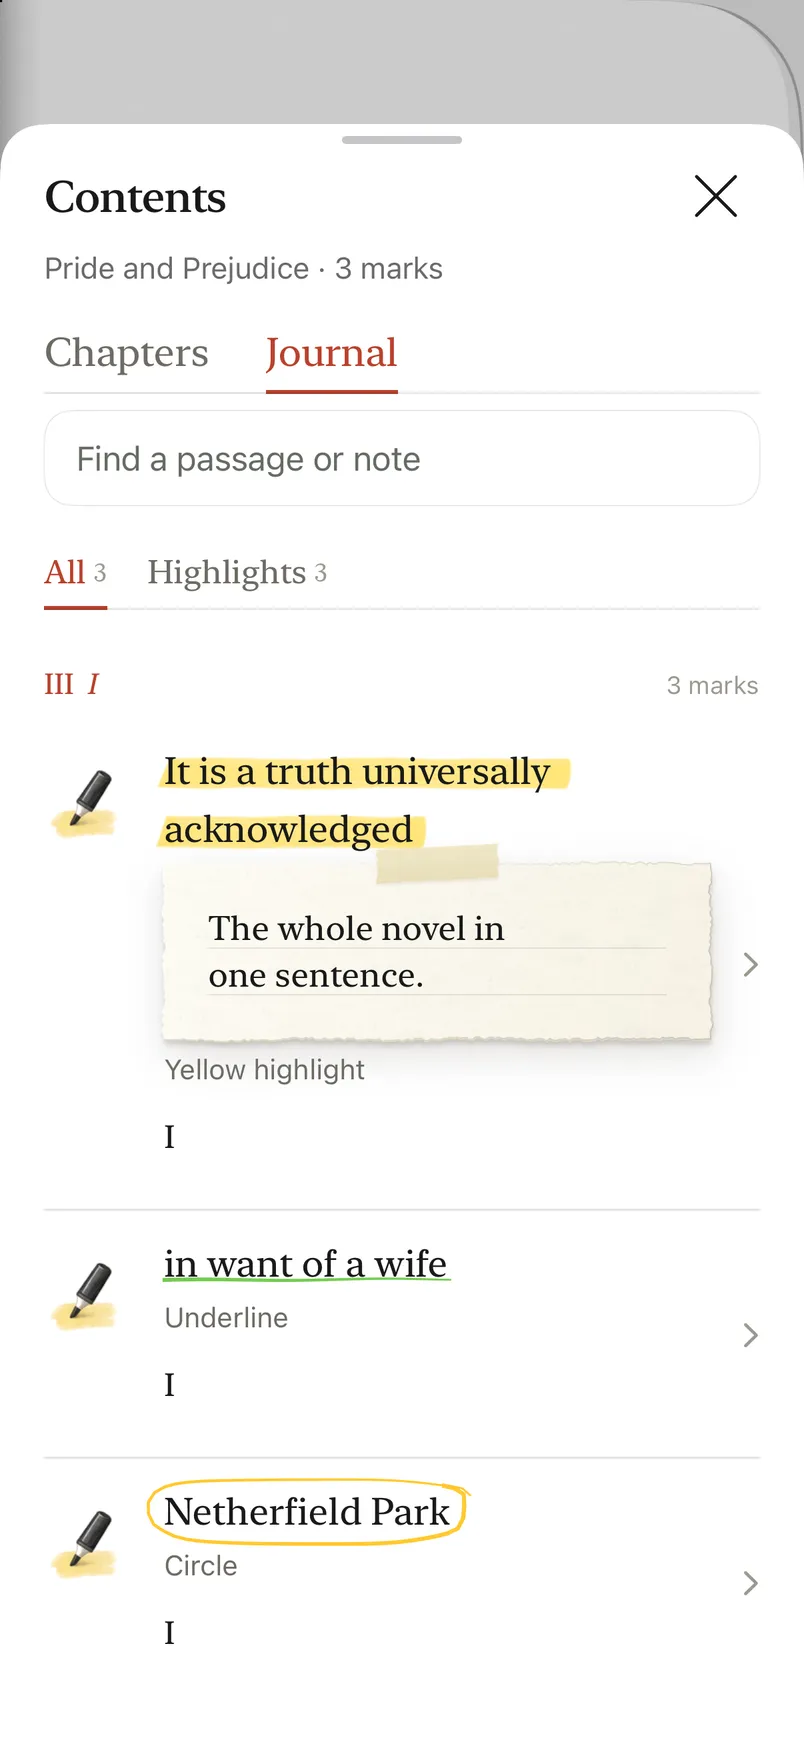 Contents
Pride and Prejudice · 3 marks
Chapters Journal
Find a passage or note
All 3 Highlights 3
III I 3 marks
It is a truth universally
acknowledged
The whole novel in
one sentence.
Yellow highlight
I
in want of a wife
Underline
I
Netherfield Park
Circle
I